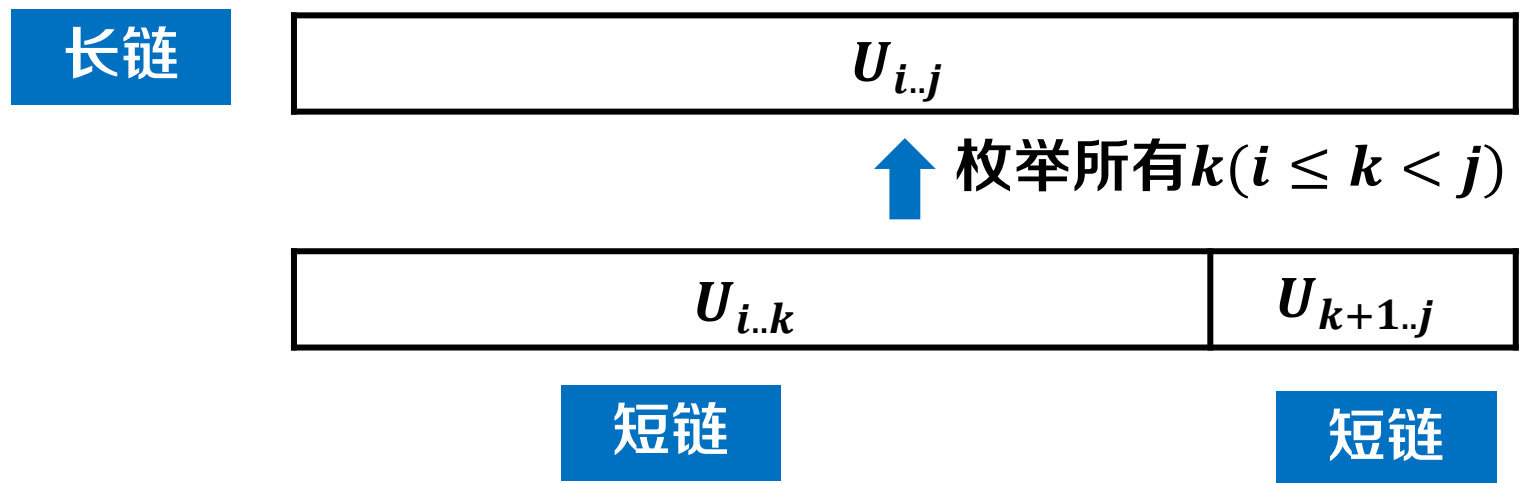 长链
U_{i..j}
枚举所有k(i ≤ k < j)
U_{i..k}
U_{k+1..j}
短链
短链